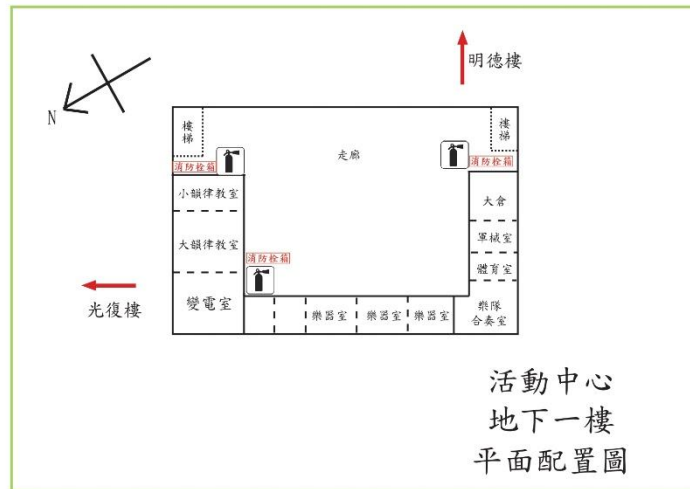 明德樓
N
樓梯
走廊
樓梯
消防栓箱
消防栓箱
小韻律教室
大倉
大韻律教室
軍械室
消防栓箱
體育室
光復樓
變電室
樂器室
樂器室
樂器室
樂隊
合奏室
活動中心
地下一樓
平面配置圖